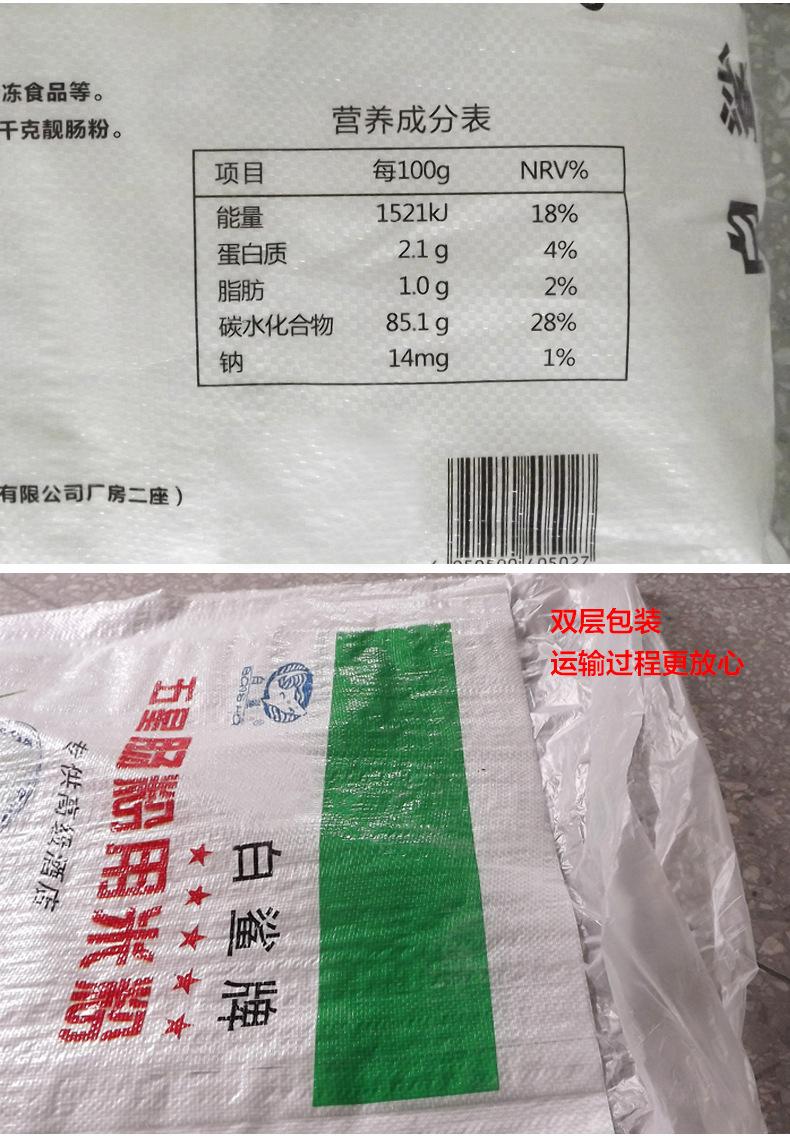 冻食品等。
千克靓肠粉。
营养成分表
项目 每100g NRV%
能量 1521kJ 18%
蛋白质 2.1 g 4%
脂肪 1.0 g 2%
碳水化合物 85.1 g 28%
钠 14mg 1%
有限公司厂房二座）
双层包装
运输过程更放心
白鲨牌
五星肠粉用米粉
专供高级酒店